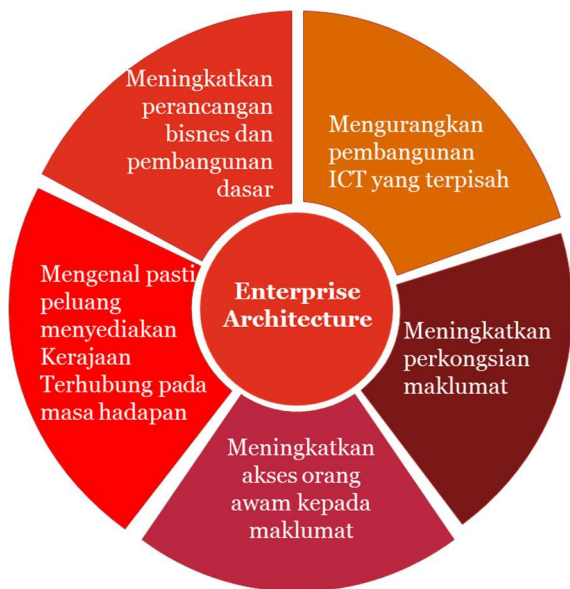 Meningkatkan
perancangan
bisnes dan
pembangunan
dasar
Mengurangkan
pembangunan
ICT yang terpisah
Enterprise
Architecture
Mengenal pasti
peluang
menyediakan
Kerajaan
Terhubung pada
masa hadapan
Meningkatkan
perkongsian
maklumat
Meningkatkan
akses orang
awam kepada
maklumat